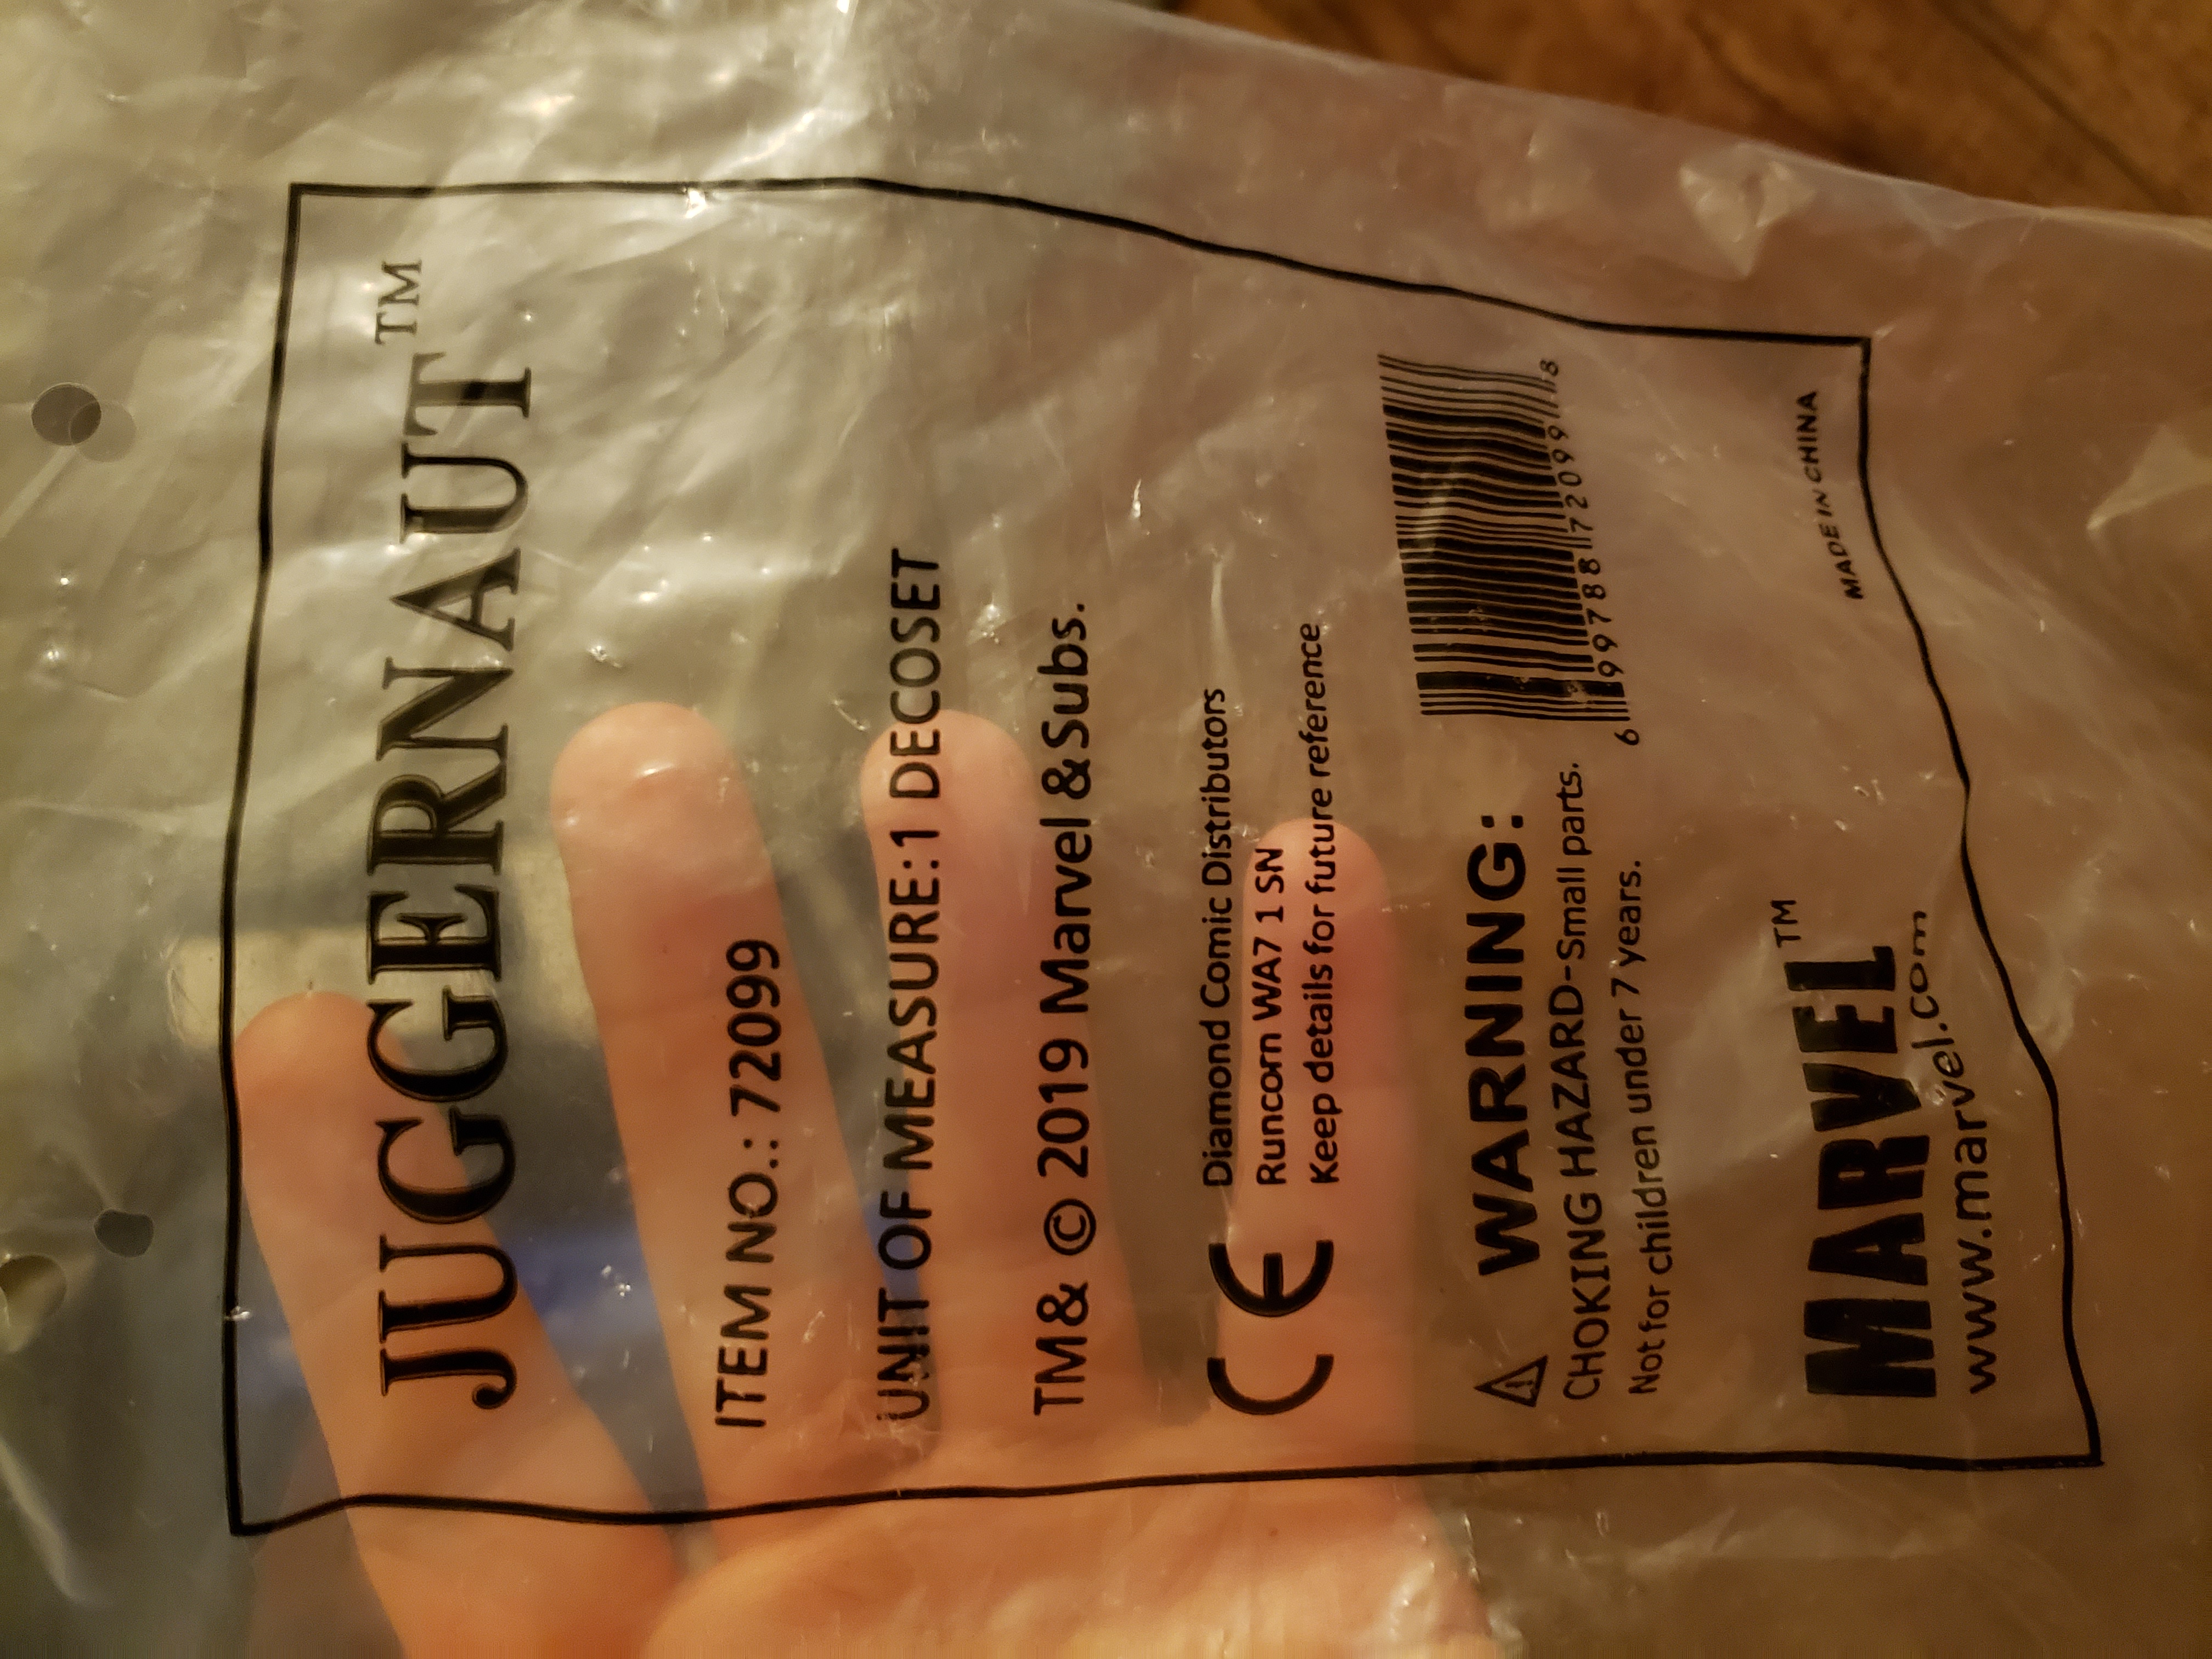 JUGGERNAUT™
ITEM NO.: 72099
UNIT OF MEASURE:1 DECOSET
TM& © 2019 Marvel & Subs.
CE
Diamond Comic Distributors
Runcorn WA7 1 SN
Keep details for future reference
⚠ WARNING:
CHOKING HAZARD-Small parts.
Not for children under 7 years.
6 99788 72099 8
MARVEL™
www.marvel.com
MADE IN CHINA